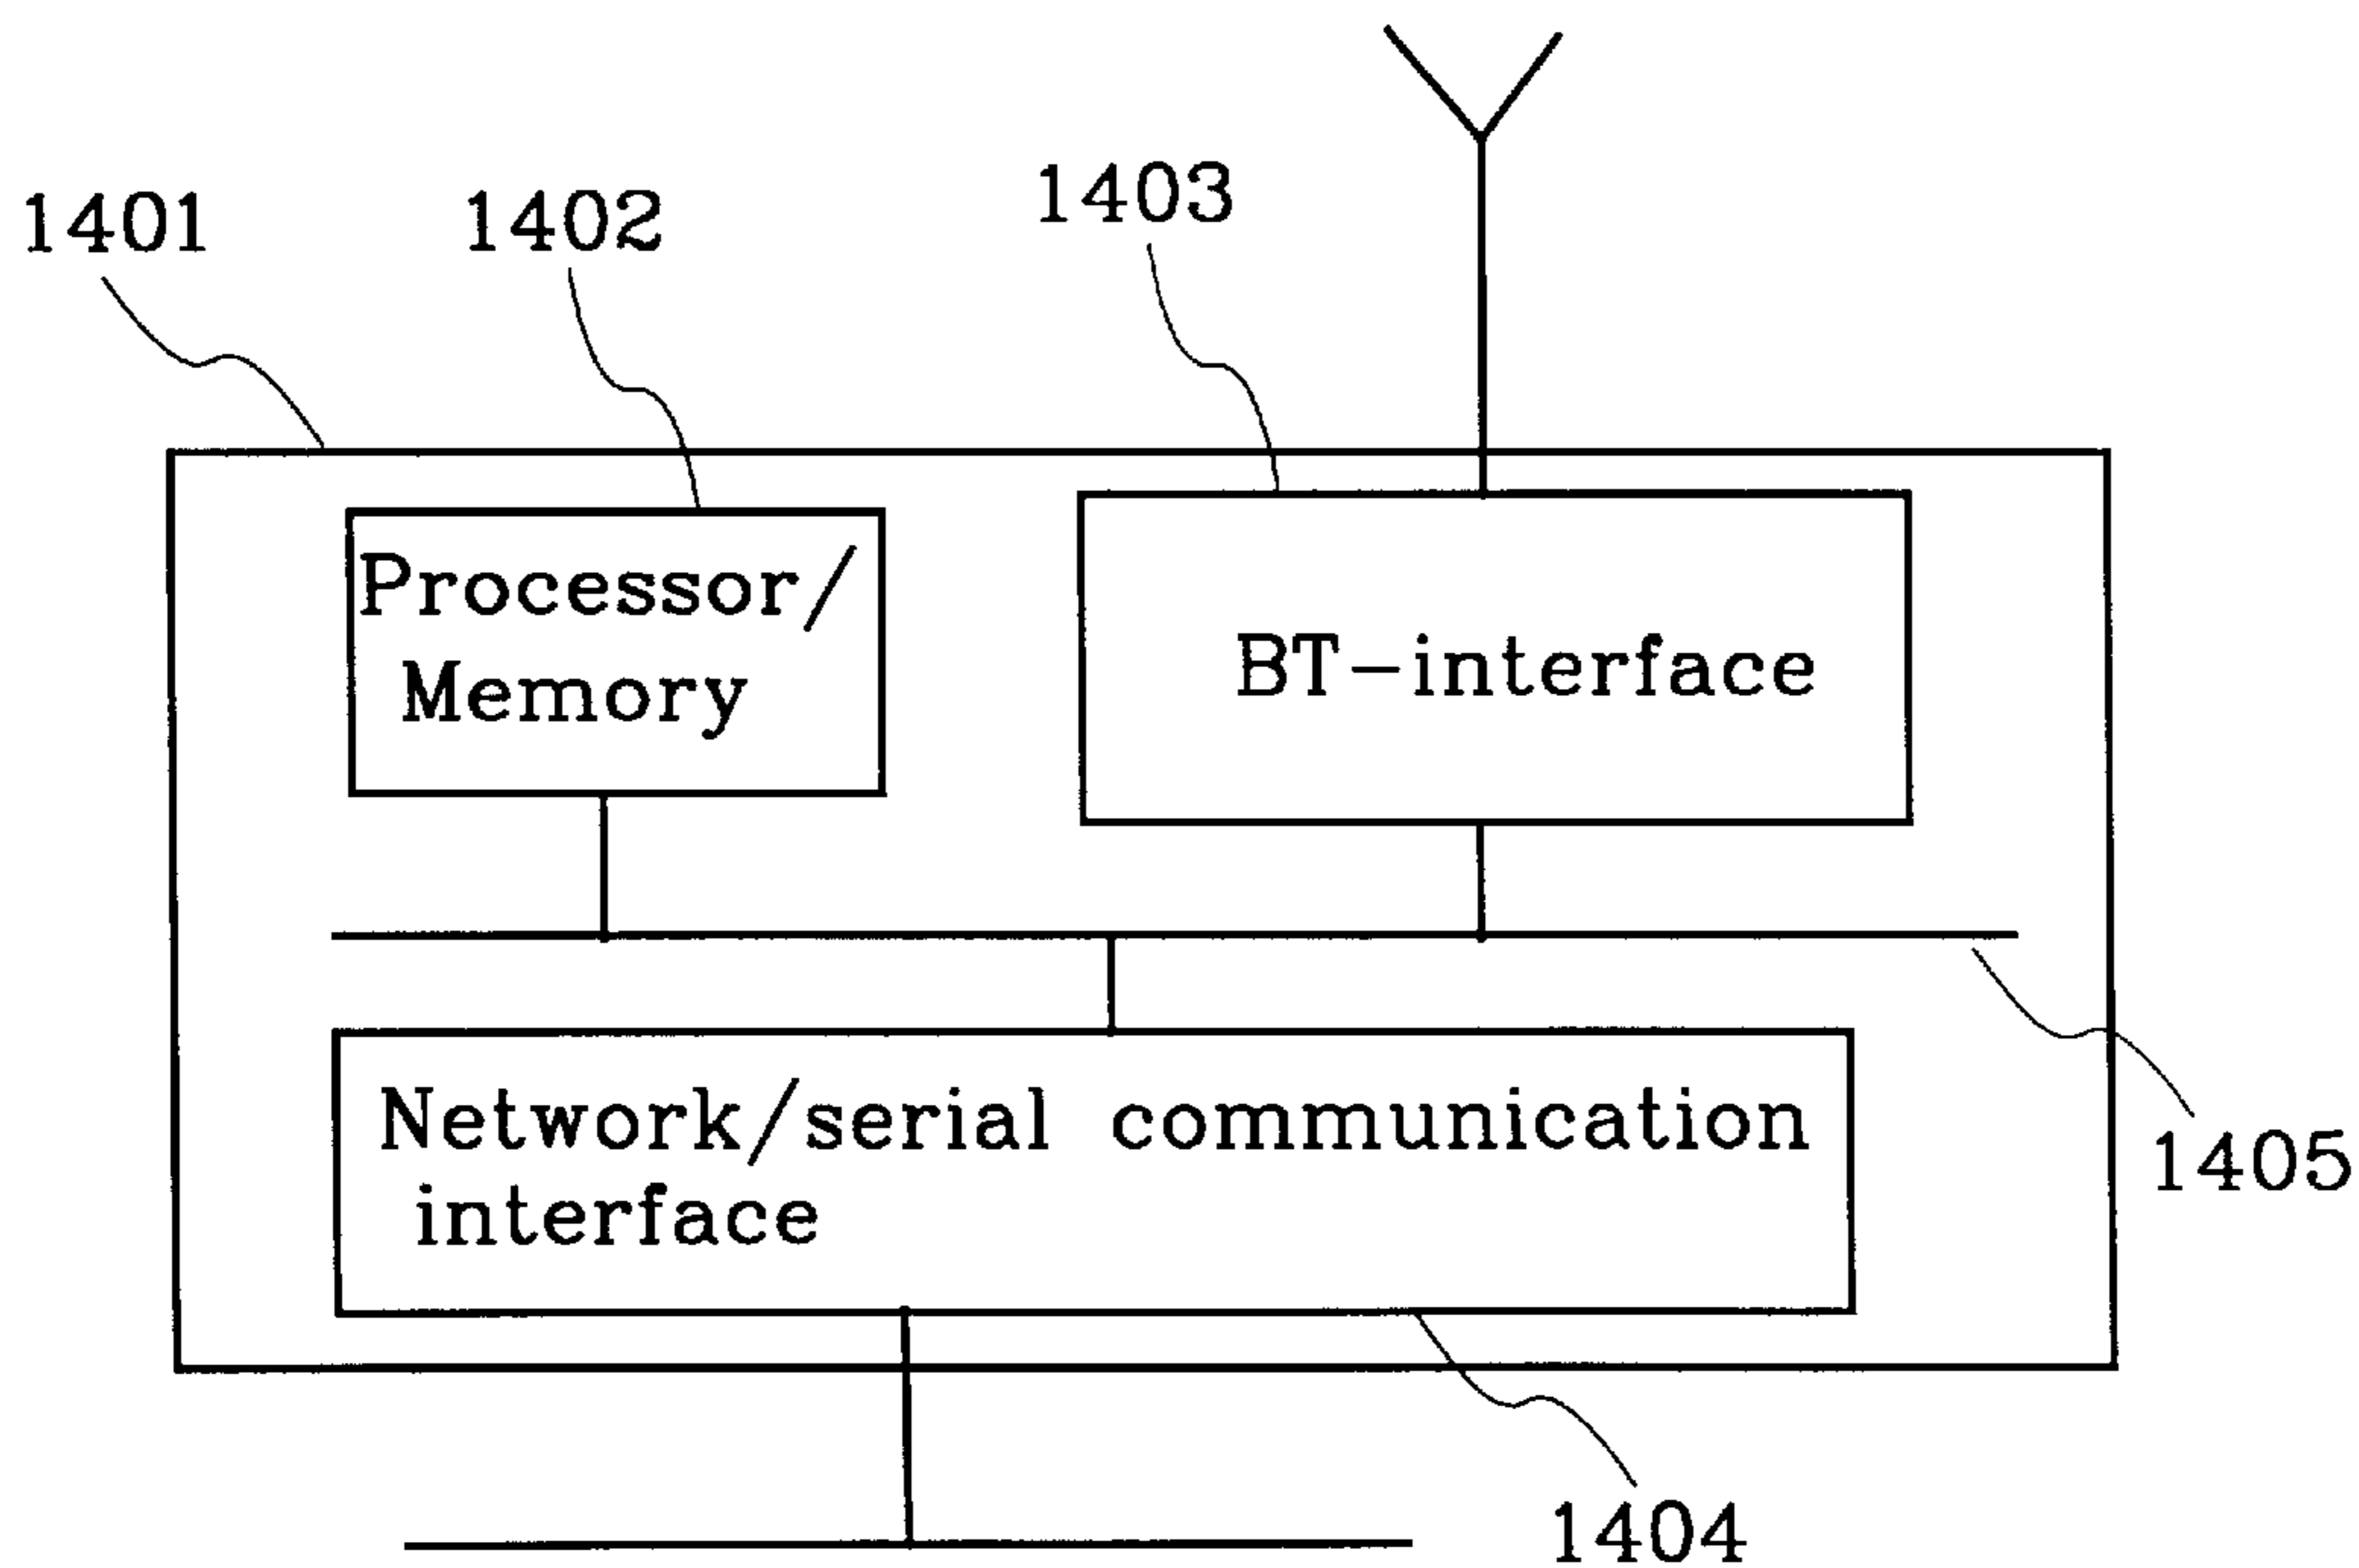 1401
1402
1403
Processor/
Memory
BT-interface
Network/serial communication
interface
1405
1404